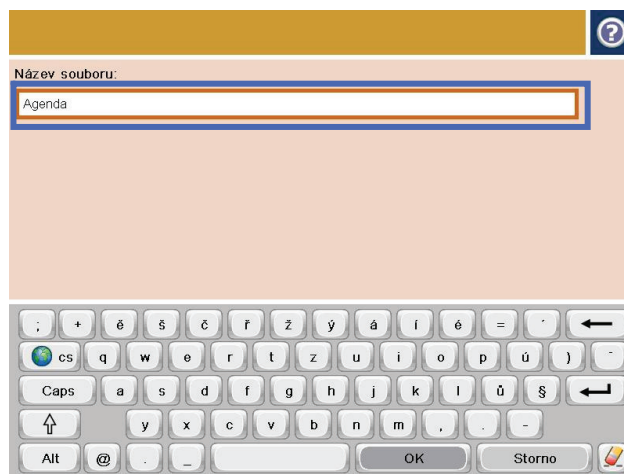 ?
Název souboru:
Agenda
; + ě š č ř ž ý á í é = ´
cs q w e r t z u i o p ú ) ¨
Caps a s d f g h j k l ů §
y x c v b n m , . -
Alt @ . _ OK Storno